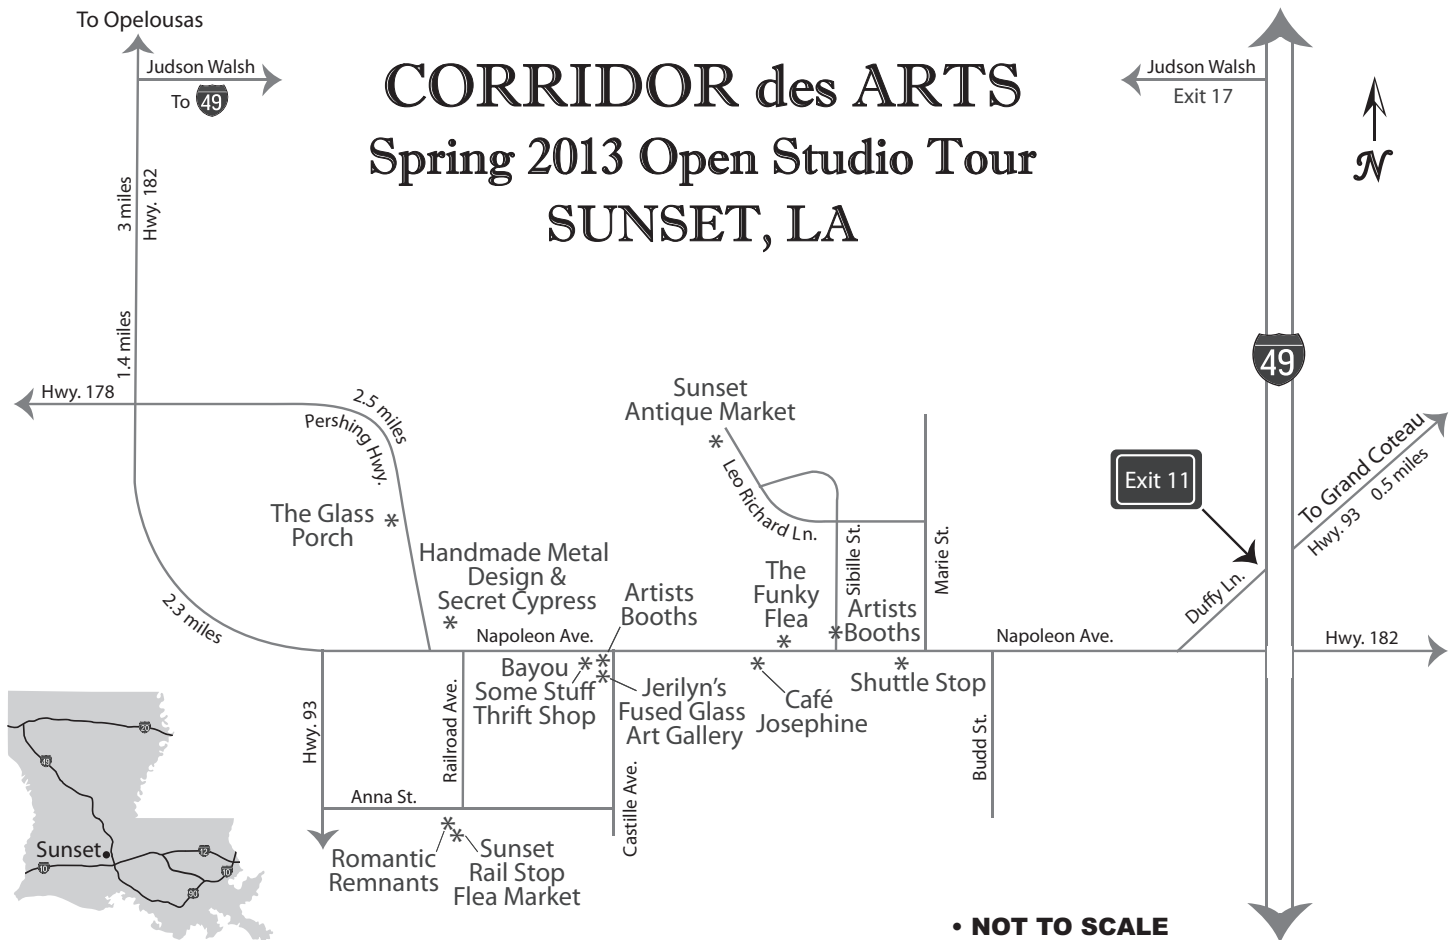 To Opelousas
Judson Walsh
To 49
3 miles
Hwy. 182
1.4 miles
Hwy. 178
CORRIDOR des ARTS
Spring 2013 Open Studio Tour
SUNSET, LA
Judson Walsh
Exit 17
N
49
2.5 miles
Pershing Hwy.
The Glass
Porch
2.3 miles
Sunset
Antique Market
Leo Richard Ln.
Sibille St.
Marie St.
Exit 11
To Grand Coteau
Hwy. 93 0.5 miles
Duffy Ln.
Handmade Metal
Design &
Secret Cypress
Artists
Booths
The
Funky
Flea
Artists
Booths
Napoleon Ave.
Napoleon Ave.
Hwy. 182
Bayou
Some Stuff
Thrift Shop
Jerilyn's
Fused Glass
Art Gallery
Café
Josephine
Shuttle Stop
Hwy. 93
Railroad Ave.
Castille Ave.
Budd St.
Anna St.
Romantic
Remnants
Sunset
Rail Stop
Flea Market
20
49
Sunset
10
12
10
90
• NOT TO SCALE